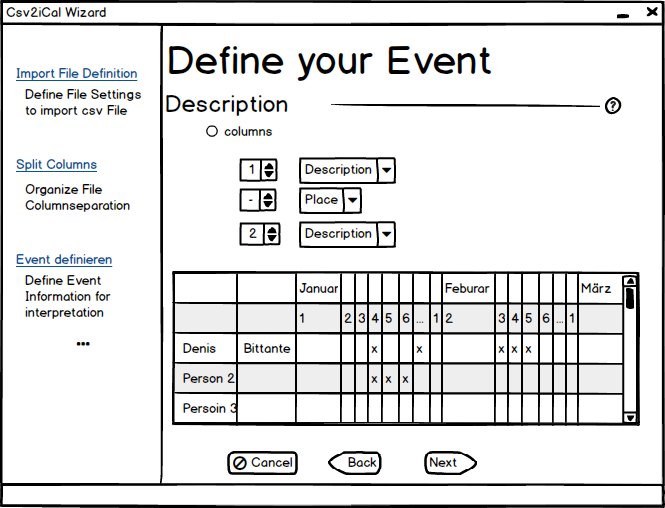 Csv2iCal Wizard
Import File Definition
Define File Settings
to import csv File
Split Columns
Organize File
Columnseparation
Event definieren
Define Event
Information for
interpretation
...
Define your Event
Description
?
columns
1 Description
- Place
2 Description
Januar Feburar März
1 2 3 4 5 6 ... 1 2 3 4 5 6 ... 1
Denis Bittante x x x x x
Person 2 x x x
Persoin 3
Cancel Back Next